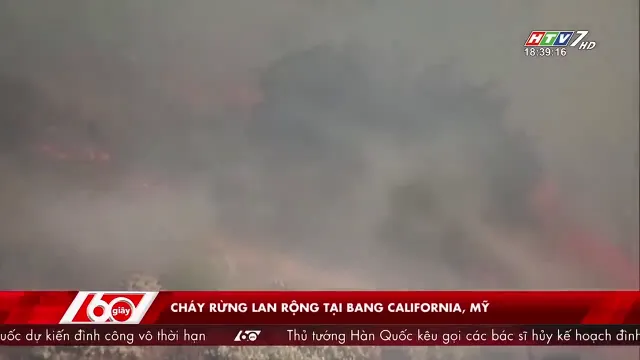 HTV7 HD
18:39:16
60 giây
CHÁY RỪNG LAN RỘNG TẠI BANG CALIFORNIA, MỸ
uốc dự kiến đình công vô thời hạn 60 Thủ tướng Hàn Quốc kêu gọi các bác sĩ hủy kế hoạch đình